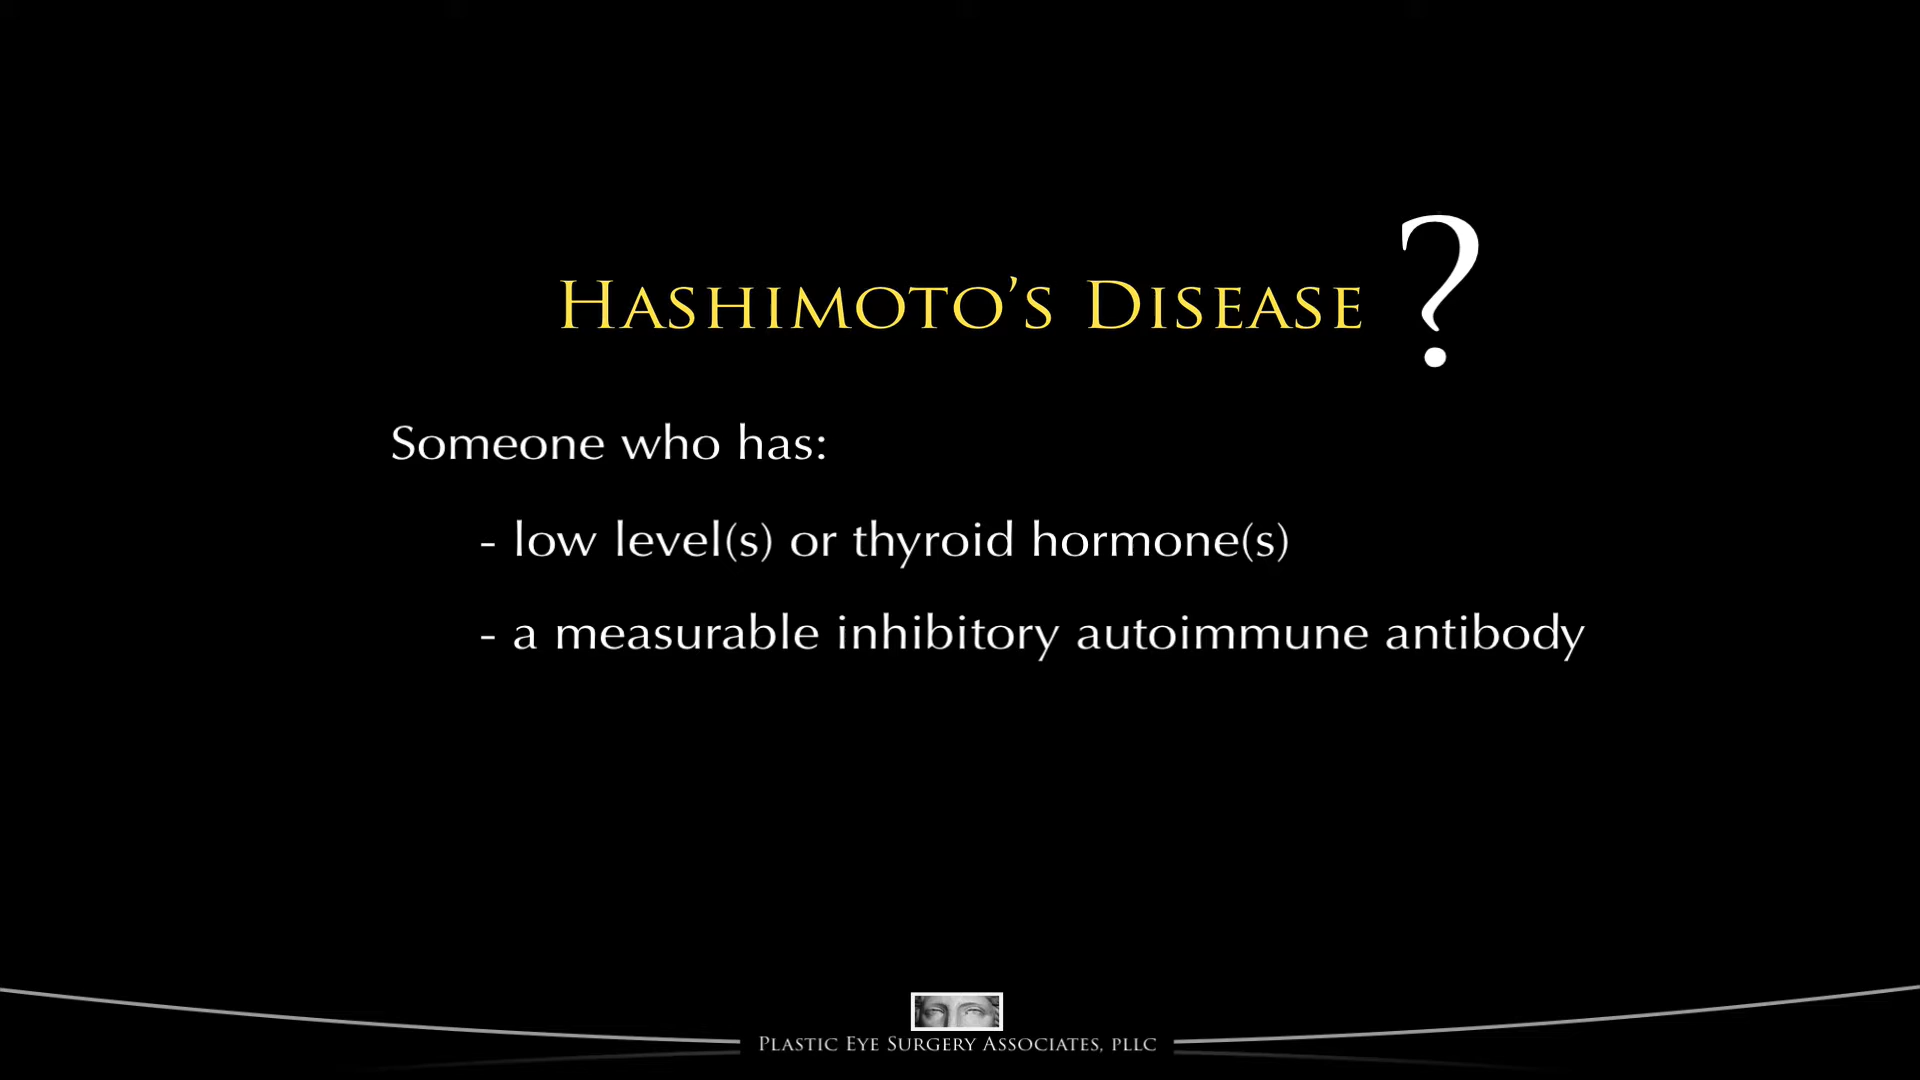 HASHIMOTO’S DISEASE ?
Someone who has:
- low level(s) or thyroid hormone(s)
- a measurable inhibitory autoimmune antibody
PLASTIC EYE SURGERY ASSOCIATES, PLLC